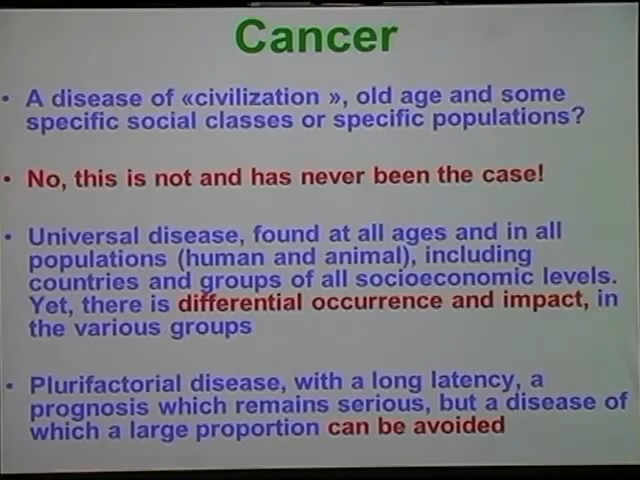 Cancer
• A disease of «civilization », old age and some
specific social classes or specific populations?
• No, this is not and has never been the case!
• Universal disease, found at all ages and in all
populations (human and animal), including
countries and groups of all socioeconomic levels.
Yet, there is differential occurrence and impact, in
the various groups
• Plurifactorial disease, with a long latency, a
prognosis which remains serious, but a disease of
which a large proportion can be avoided